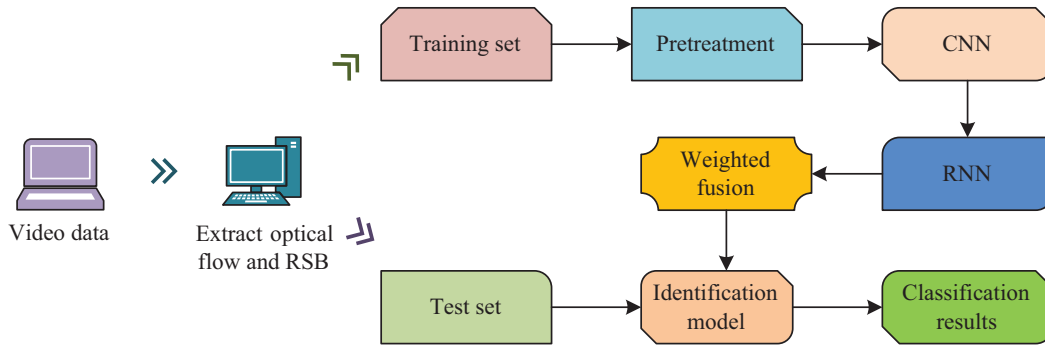 Training set
Pretreatment
CNN
Video data
Extract optical
flow and RSB
Weighted
fusion
RNN
Test set
Identification
model
Classification
results